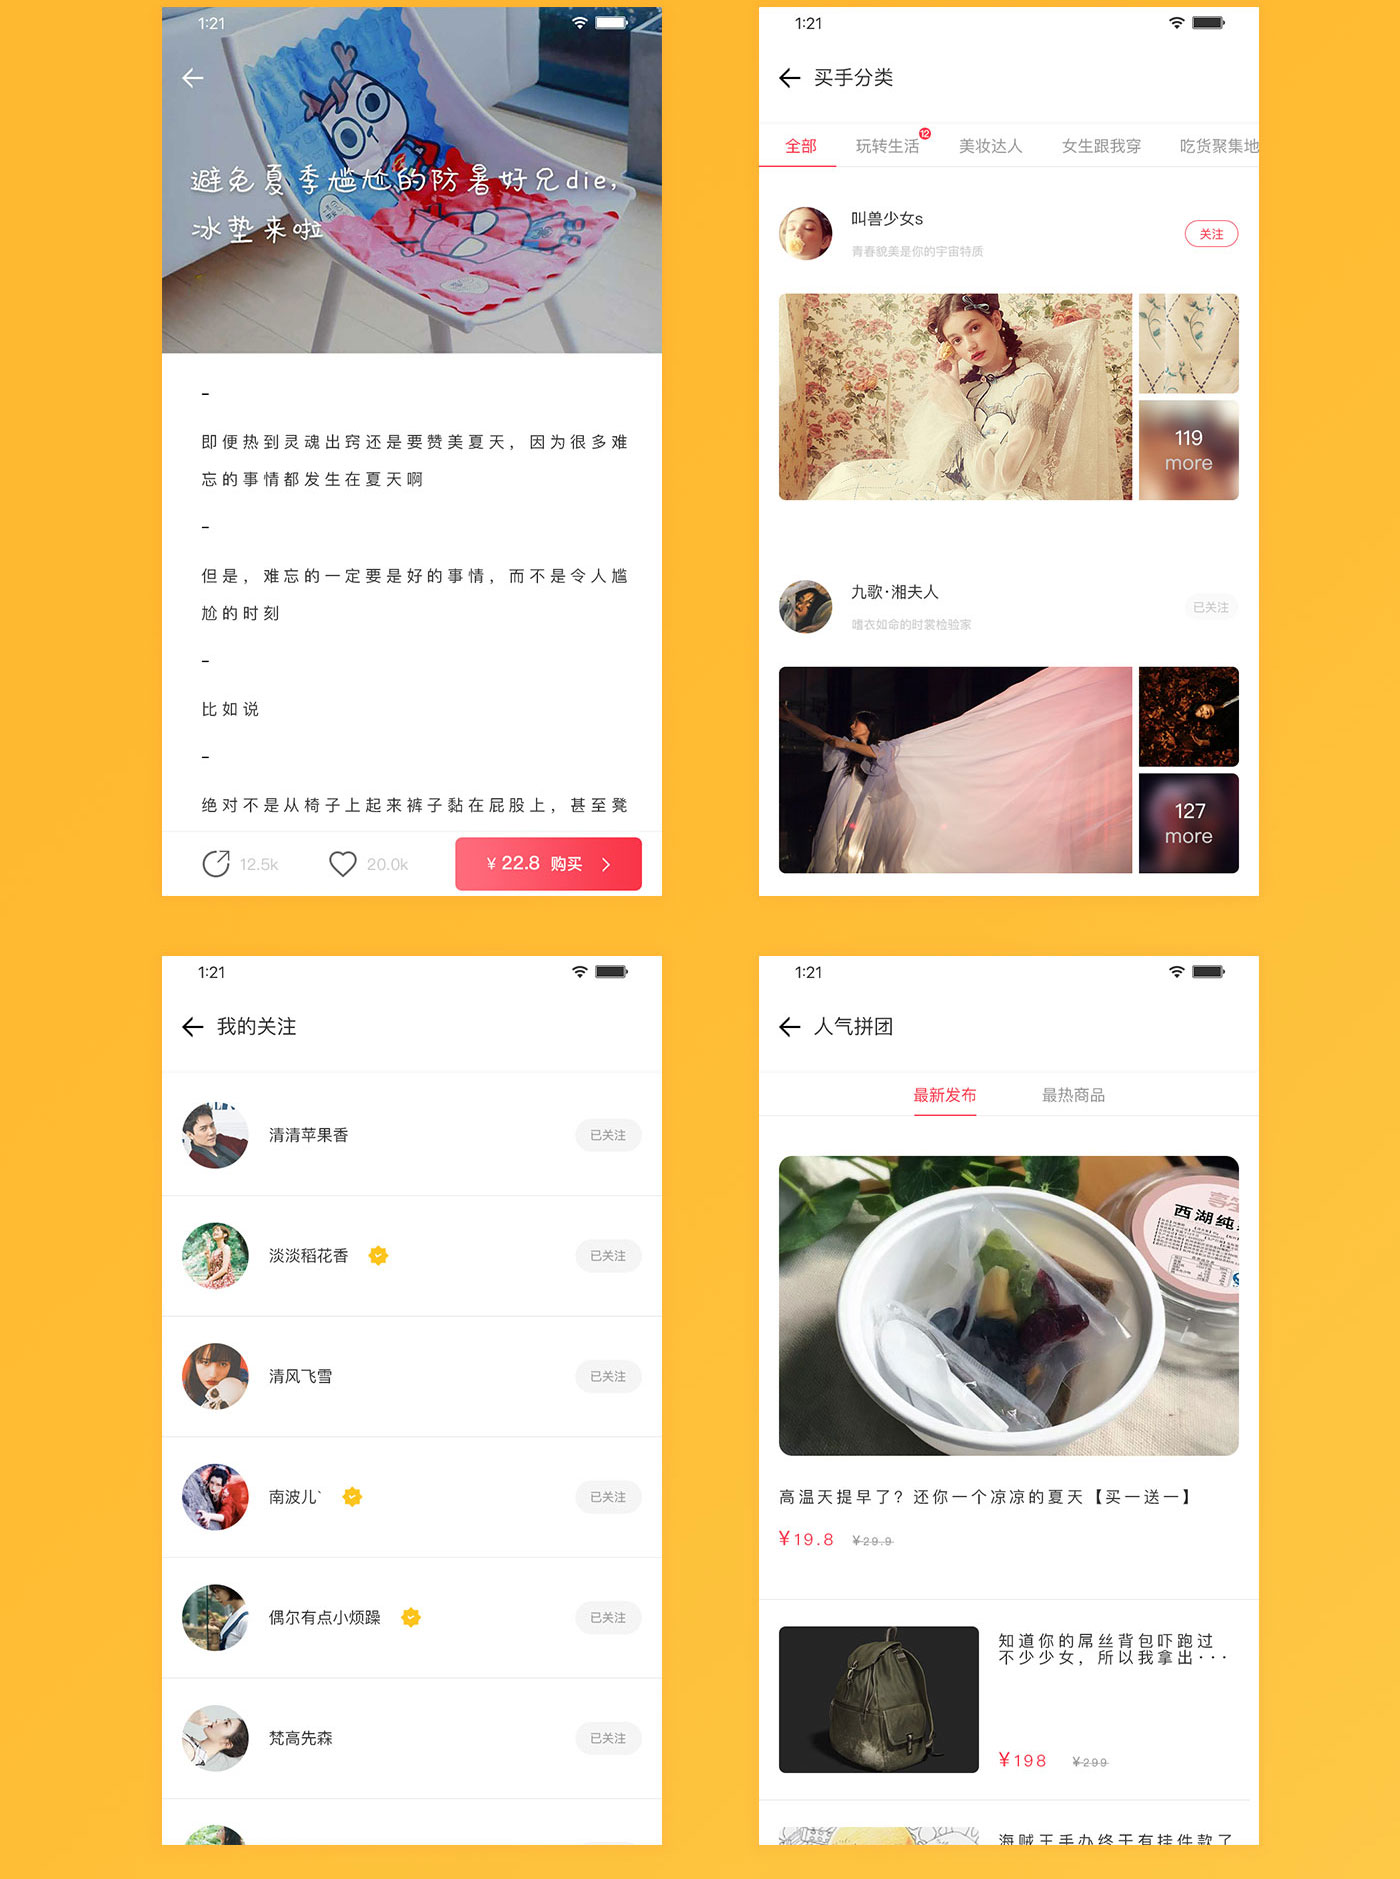 1:21
避免夏季尴尬的防暑好兄die,
冰垫来啦
–
即便热到灵魂出窍还是要赞美夏天，因为很多难
忘的事情都发生在夏天啊
–
但是，难忘的一定要是好的事情，而不是令人尴
尬的时刻
–
比如说
–
绝对不是从椅子上起来裤子黏在屁股上，甚至凳
12.5k
20.0k
¥ 22.8 购买
1:21
买手分类
全部
玩转生活
12
美妆达人
女生跟我穿
吃货聚集地
叫兽少女s
青春貌美是你的宇宙特质
关注
119
more
九歌·湘夫人
嗜衣如命的时裳检验家
已关注
127
more
1:21
我的关注
清清苹果香
已关注
淡淡稻花香
已关注
清风飞雪
已关注
南波儿`
已关注
偶尔有点小烦躁
已关注
梵高先森
已关注
1:21
人气拼团
最新发布
最热商品
西湖纯
高温天提早了？还你一个凉凉的夏天【买一送一】
¥19.8 ¥29.9
知道你的屌丝背包吓跑过
不少少女，所以我拿出···
¥198 ¥299
海贼王手办终于有挂件款了